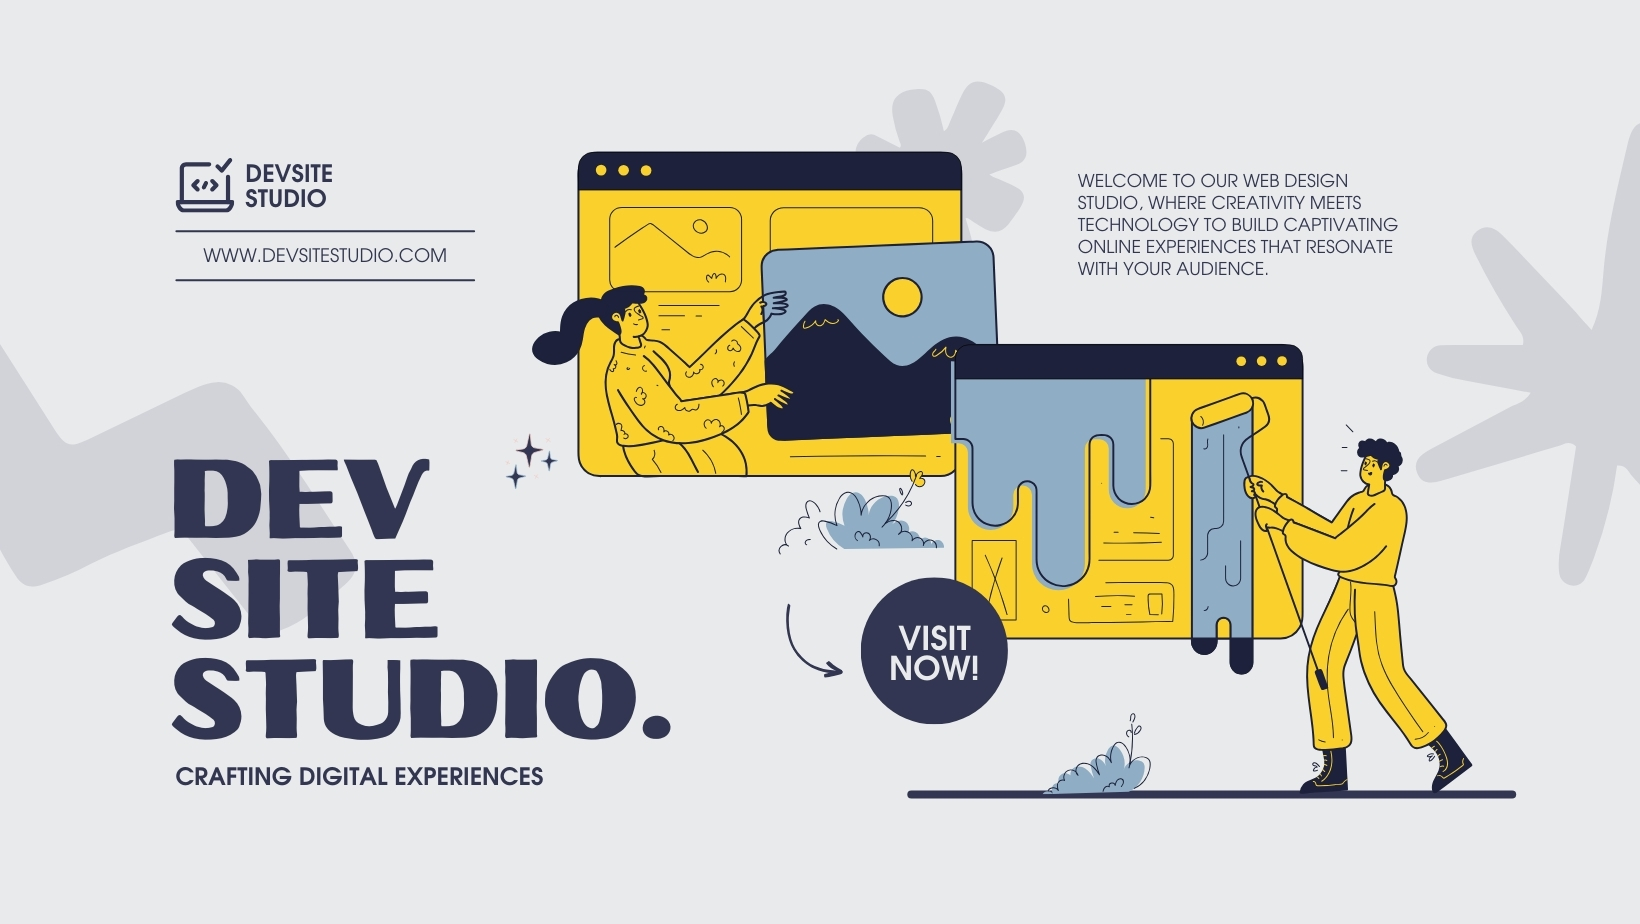 DEVSITE
STUDIO
WWW.DEVSITESTUDIO.COM
WELCOME TO OUR WEB DESIGN
STUDIO, WHERE CREATIVITY MEETS
TECHNOLOGY TO BUILD CAPTIVATING
ONLINE EXPERIENCES THAT RESONATE
WITH YOUR AUDIENCE.
DEV
SITE
STUDIO.
CRAFTING DIGITAL EXPERIENCES
VISIT
NOW!